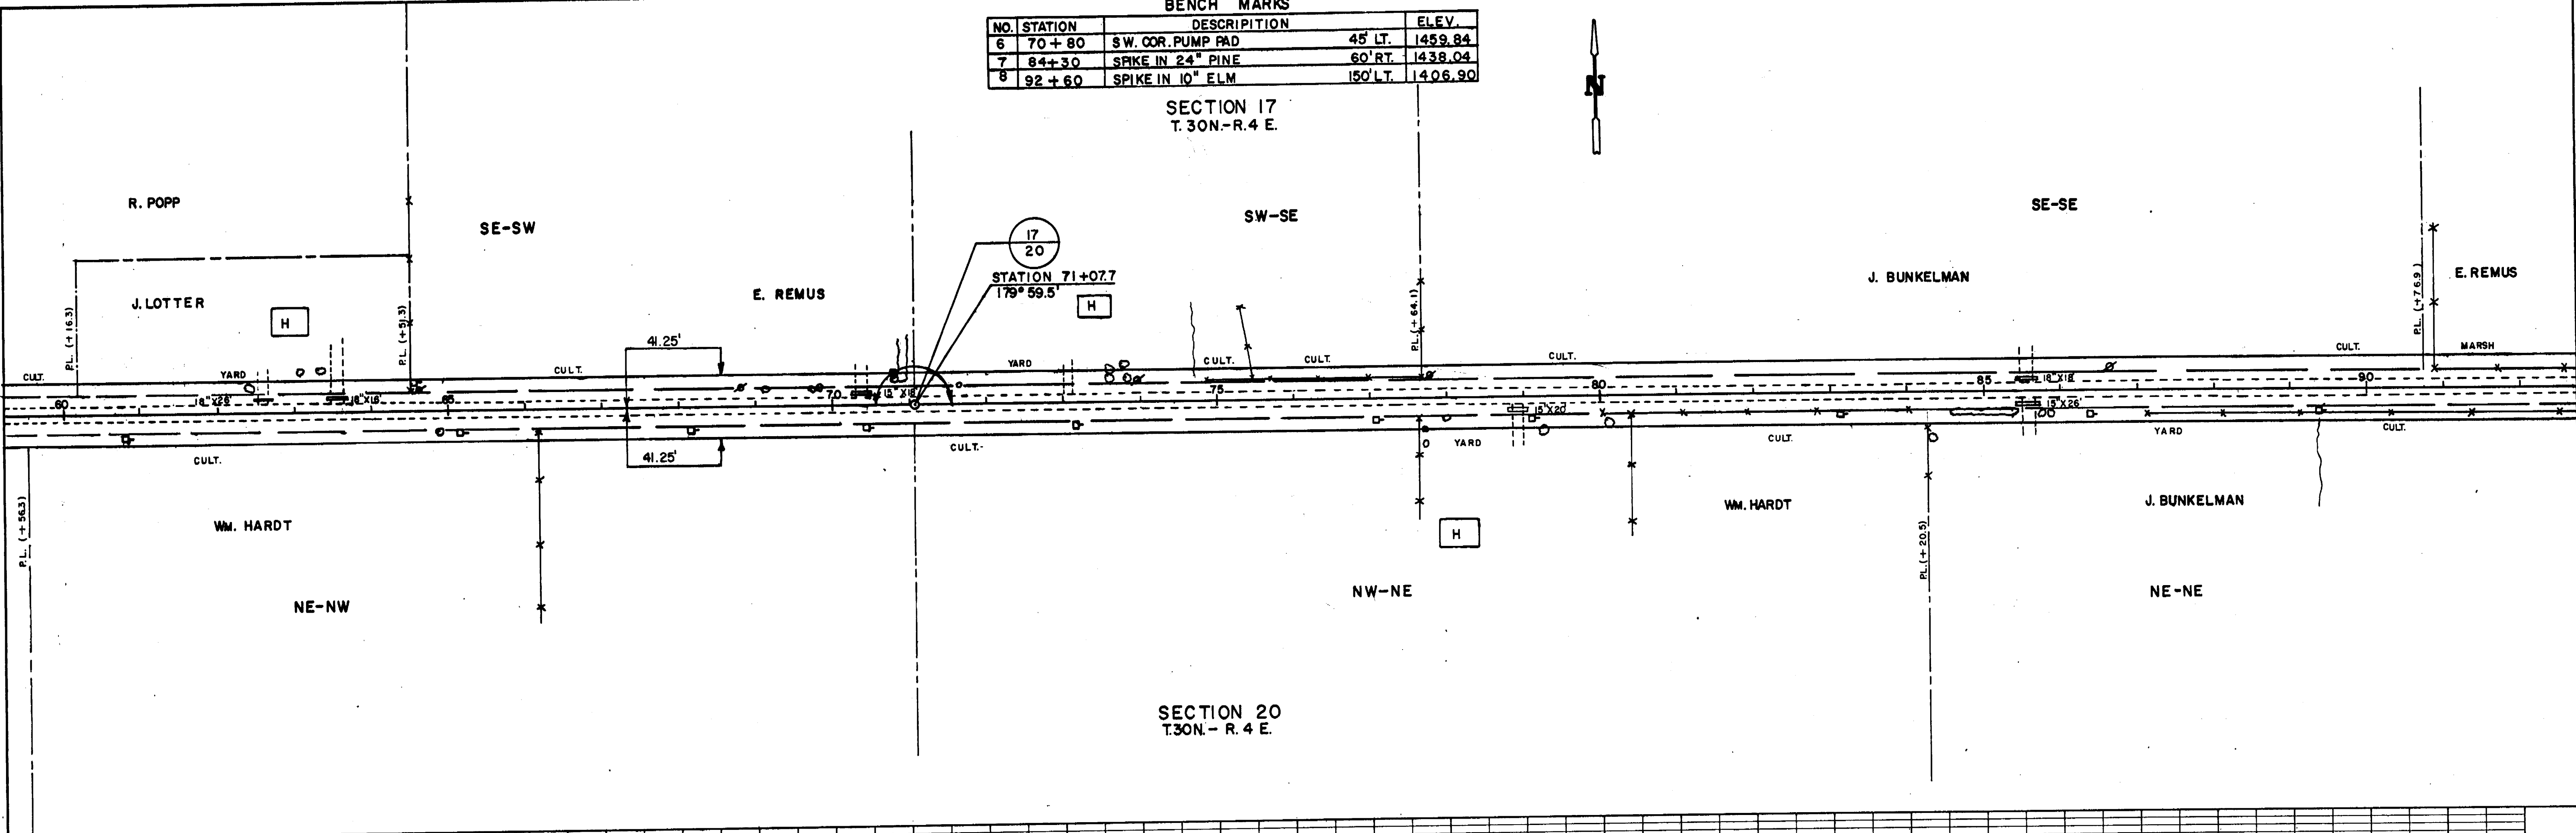 BENCH MARKS
NO. STATION DESCRIPITION ELEV.
6 70+80 S W. COR. PUMP PAD 45' LT. 1459.84
7 84+30 SPIKE IN 24" PINE 60' RT. 1438.04
8 92+60 SPIKE IN 10" ELM 150' LT. 1406.90
N
SECTION 17
T. 30N.-R.4 E.
R. POPP
SE-SW
SW-SE
SE-SE
17
20
STATION 71+07.7
179° 59.5'
J. LOTTER
H
E. REMUS
H
J. BUNKELMAN
E. REMUS
P.L. (+16.3)
P.L. (+51.3)
P.L. (+64.1)
P.L. (+76.9)
41.25'
CULT.
YARD
CULT.
YARD
CULT.
CULT.
CULT.
CULT.
MARSH
60
18"X26'
18"X16'
65
70
15"X18'
75
80
85
18"X18'
90
15"X20'
15"X26'
CULT.
41.25'
CULT.
YARD
CULT.
YARD
CULT.
P.L. (+56.3)
WM. HARDT
H
WM. HARDT
J. BUNKELMAN
P.L. (+20.5)
NE-NW
NW-NE
NE-NE
SECTION 20
T.30N.- R. 4 E.